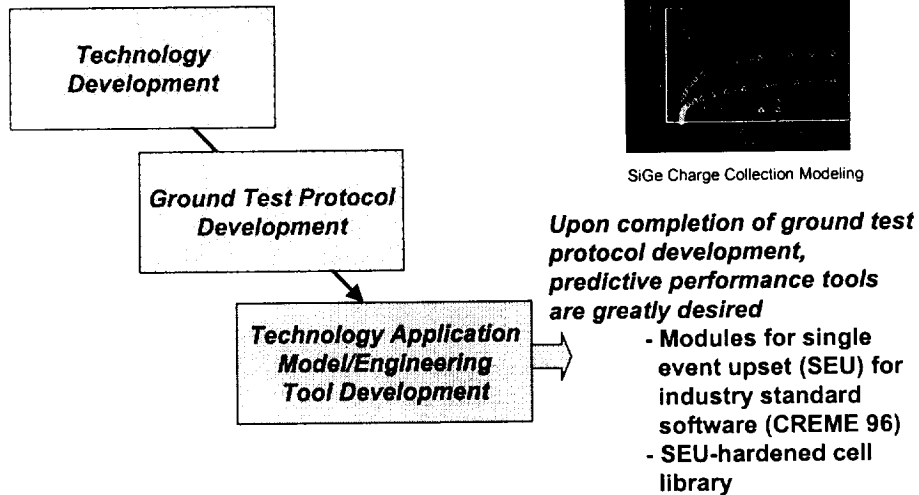 Technology
Development
Ground Test Protocol
Development
Technology Application
Model/Engineering
Tool Development
SiGe Charge Collection Modeling
Upon completion of ground test
protocol development,
predictive performance tools
are greatly desired
- Modules for single
event upset (SEU) for
industry standard
software (CREME 96)
- SEU-hardened cell
library